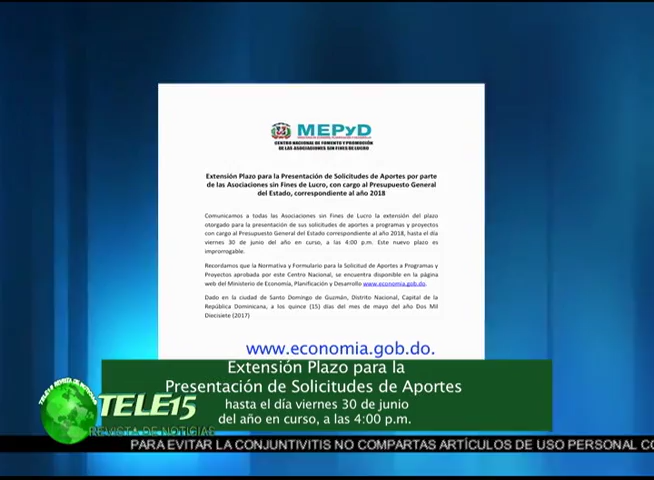 MEPyD
CENTRO NACIONAL DE FOMENTO Y PROMOCIÓN
DE LAS ASOCIACIONES SIN FINES DE LUCRO
Extensión Plazo para la Presentación de Solicitudes de Aportes por parte
de las Asociaciones sin Fines de Lucro, con cargo al Presupuesto General
del Estado, correspondiente al año 2018
Comunicamos a todas las Asociaciones sin Fines de Lucro la extensión del plazo
otorgado para la presentación de sus solicitudes de aportes a programas y proyectos
con cargo al Presupuesto General del Estado correspondiente al año 2018, hasta el día
viernes 30 de junio del año en curso, a las 4:00 p.m. Este nuevo plazo es
improrrogable.
Recordamos que la Normativa y Formulario para la Solicitud de Aportes a Programas y
Proyectos aprobada por este Centro Nacional, se encuentra disponible en la página
web del Ministerio de Economía, Planificación y Desarrollo www.economia.gob.do.
Dado en la ciudad de Santo Domingo de Guzmán, Distrito Nacional, Capital de la
República Dominicana, a los quince (15) días del mes de mayo del año Dos Mil
Diecisiete (2017)
www.economia.gob.do.
Extensión Plazo para la
Presentación de Solicitudes de Aportes
hasta el día viernes 30 de junio
del año en curso, a las 4:00 p.m.
TELE15 REVISTA DE NOTICIAS
TELE15
REVISTA DE NOTICIAS
PARA EVITAR LA CONJUNTIVITIS NO COMPARTAS ARTÍCULOS DE USO PERSONAL CO